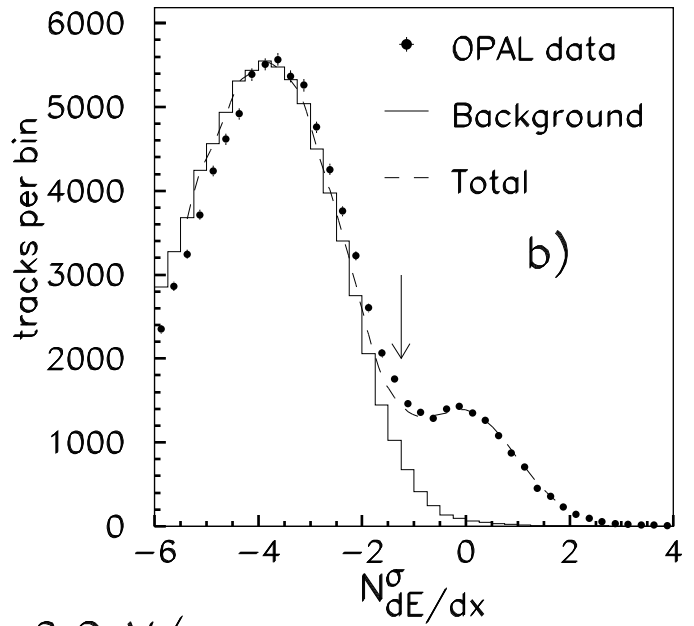 6000
5000
4000
3000
2000
1000
0
tracks per bin
OPAL data
Background
Total
b)
−6 −4 −2 0 2 4
N^σ_dE/dx